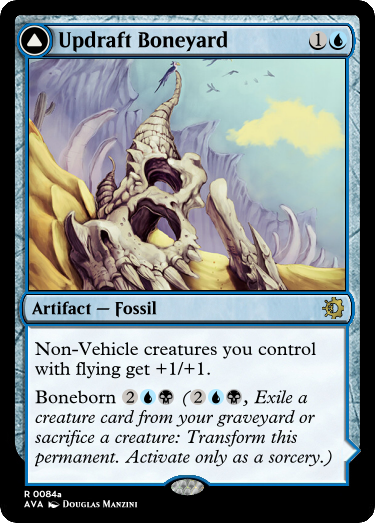 Updraft Boneyard 1
Artifact — Fossil
Non-Vehicle creatures you control
with flying get +1/+1.
Boneborn 2 (2, Exile a
creature card from your graveyard or
sacrifice a creature: Transform this
permanent. Activate only as a sorcery.)
R 0084a
AVA Douglas Manzini